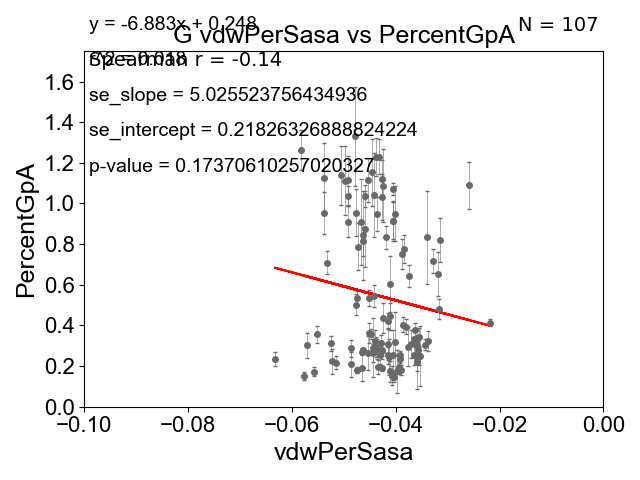 y = -6.883x + 0.248
N = 107
G vdwPerSasa vs PercentGpA
Spearman r = -0.14
r^2 = 0.018
se_slope = 5.025523756434936
se_intercept = 0.21826326888824224
p-value = 0.17370610257020327
PercentGpA
1.6
1.4
1.2
1.0
0.8
0.6
0.4
0.2
0.0
−0.10 −0.08 −0.06 −0.04 −0.02 0.00
vdwPerSasa